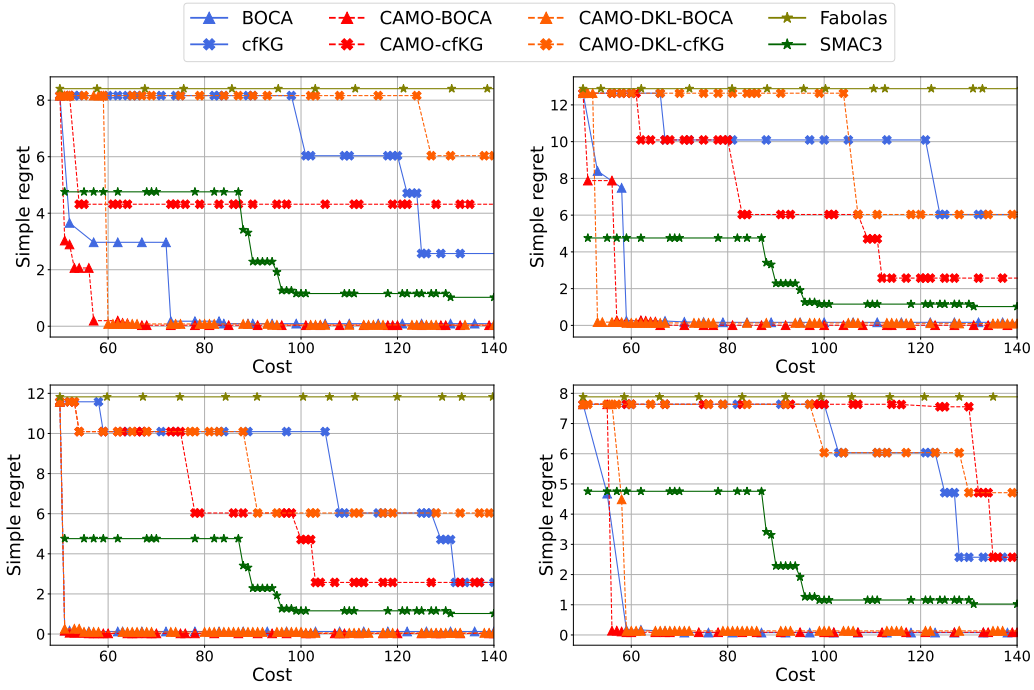 BOCA CAMO-BOCA CAMO-DKL-BOCA Fabolas
cfKG CAMO-cfKG CAMO-DKL-cfKG SMAC3
Simple regret
8
6
4
2
0
60 80 100 120 140
Cost
Simple regret
12
10
8
6
4
2
0
60 80 100 120 140
Cost
Simple regret
12
10
8
6
4
2
0
60 80 100 120 140
Cost
Simple regret
8
7
6
5
4
3
2
1
0
60 80 100 120 140
Cost